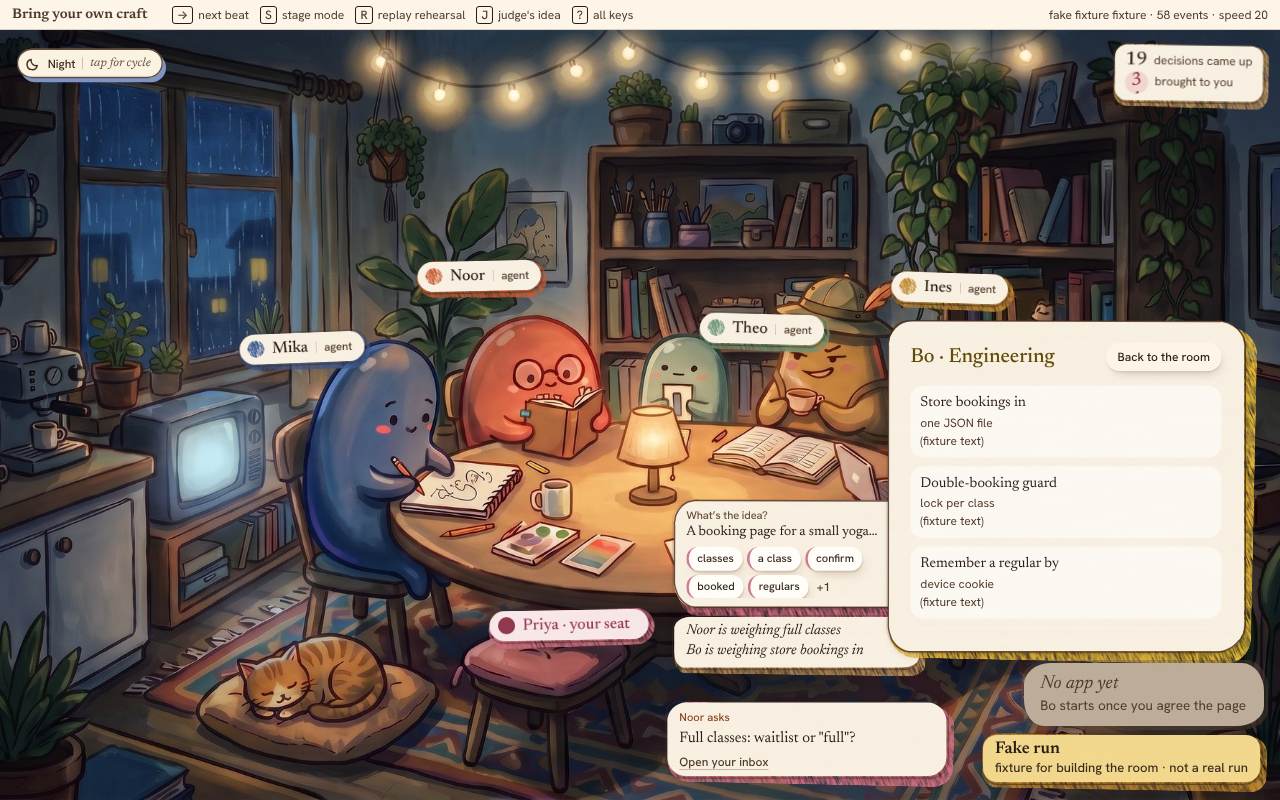 Bring your own craft
→ next beat S stage mode R replay rehearsal J judge's idea ? all keys
fake fixture fixture · 58 events · speed 20
Night tap for cycle
19 decisions came up
3 brought to you
Noor agent
Ines agent
Theo agent
Mika agent
Bo · Engineering
Back to the room
Store bookings in
one JSON file
(fixture text)
Double-booking guard
lock per class
(fixture text)
Remember a regular by
device cookie
(fixture text)
What's the idea?
A booking page for a small yoga...
classes a class confirm
booked regulars +1
Priya · your seat
Noor is weighing full classes
Bo is weighing store bookings in
No app yet
Bo starts once you agree the page
Noor asks
Full classes: waitlist or "full"?
Open your inbox
Fake run
fixture for building the room · not a real run